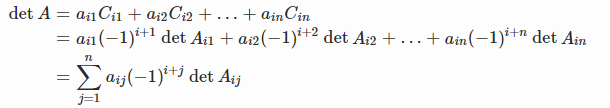 det A = a_{i1}C_{i1} + a_{i2}C_{i2} + … + a_{in}C_{in}
= a_{i1}(−1)^{i+1} det A_{i1} + a_{i2}(−1)^{i+2} det A_{i2} + … + a_{in}(−1)^{i+n} det A_{in}
= ∑_{j=1}^{n} a_{ij}(−1)^{i+j} det A_{ij}